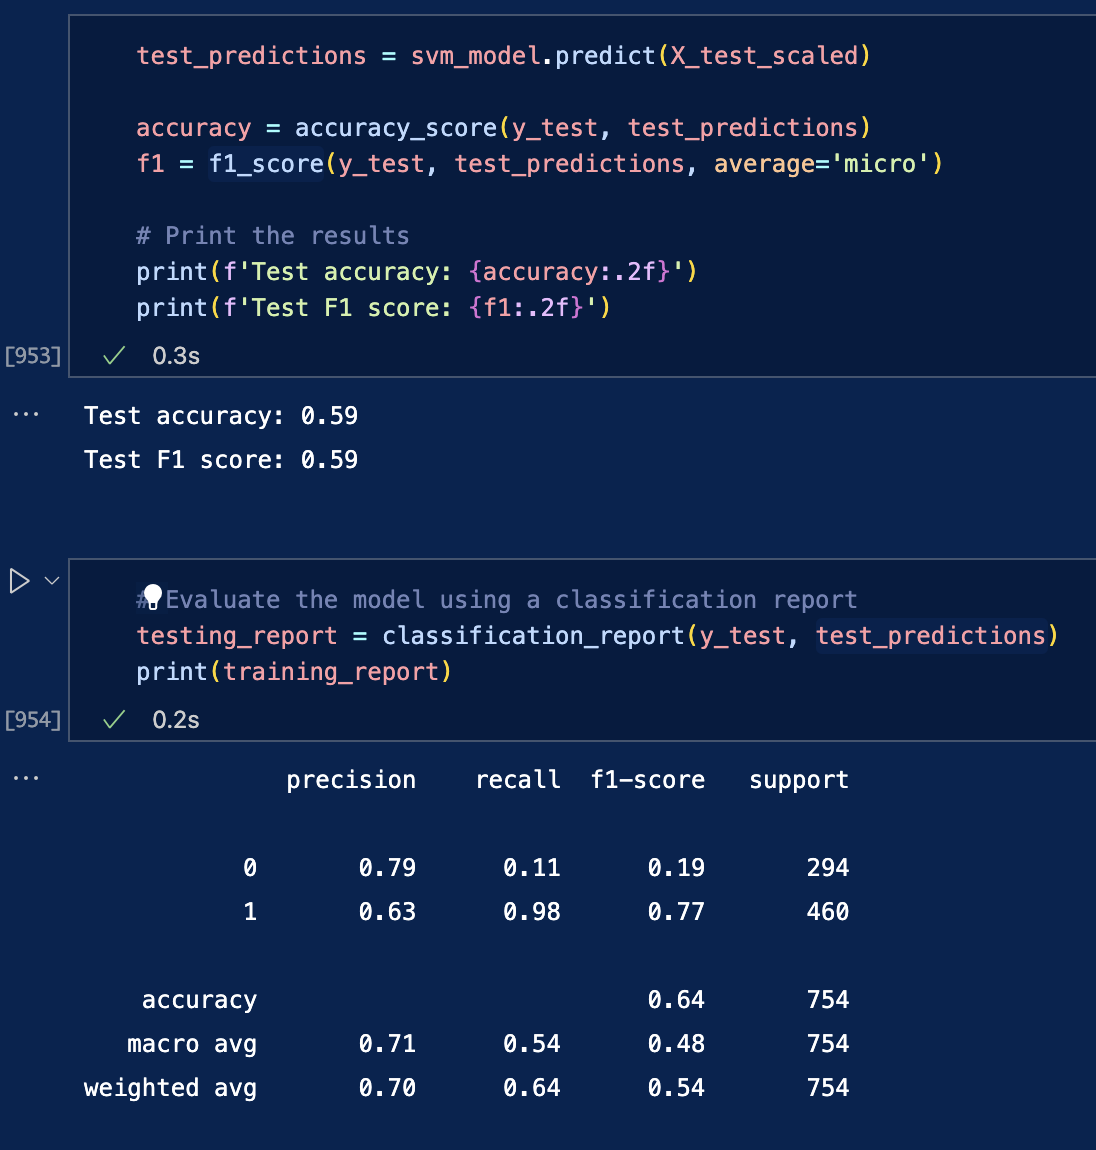 test_predictions = svm_model.predict(X_test_scaled)
accuracy = accuracy_score(y_test, test_predictions)
f1 = f1_score(y_test, test_predictions, average='micro')
# Print the results
print(f'Test accuracy: {accuracy:.2f}')
print(f'Test F1 score: {f1:.2f}')
[953] ✓ 0.3s
... Test accuracy: 0.59
Test F1 score: 0.59
# Evaluate the model using a classification report
testing_report = classification_report(y_test, test_predictions)
print(training_report)
[954] ✓ 0.2s
... precision recall f1-score support
0 0.79 0.11 0.19 294
1 0.63 0.98 0.77 460
accuracy 0.64 754
macro avg 0.71 0.54 0.48 754
weighted avg 0.70 0.64 0.54 754